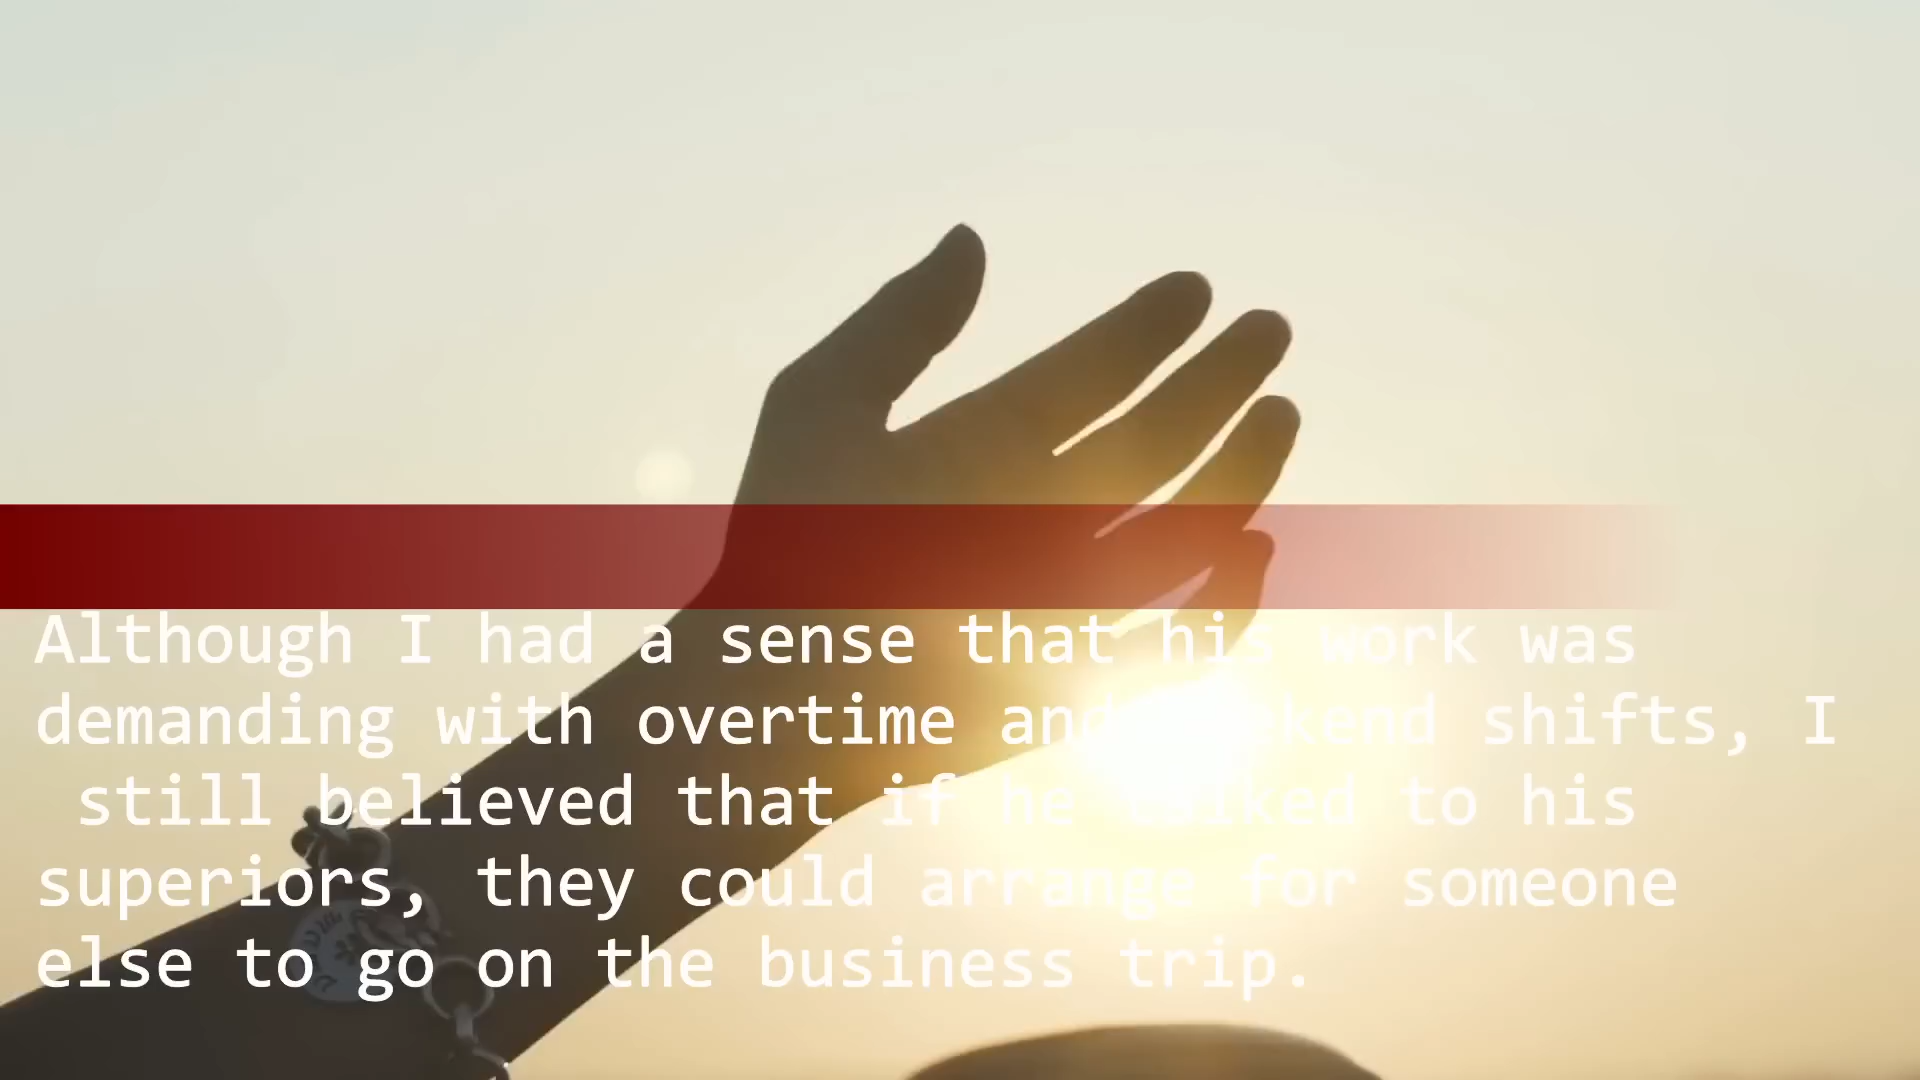 Although I had a sense that his work was
demanding with overtime and weekend shifts, I
still believed that if he talked to his
superiors, they could arrange for someone
else to go on the business trip.